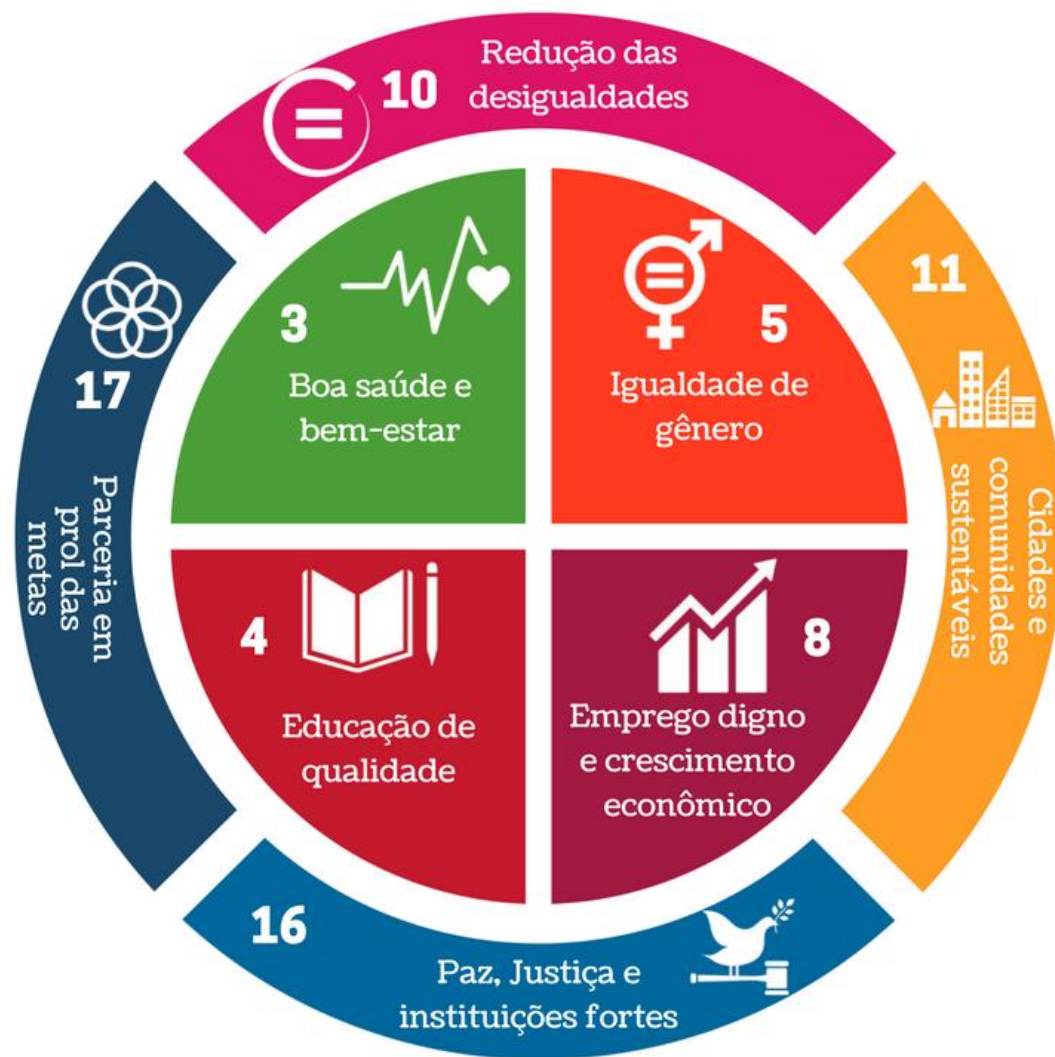 10
Redução das
desigualdades
3
Boa saúde e
bem-estar
5
Igualdade de
gênero
11
Cidades e
comunidades
sustentáveis
17
Parceria em
prol das
metas
4
Educação de
qualidade
8
Emprego digno
e crescimento
econômico
16
Paz, Justiça e
instituições fortes